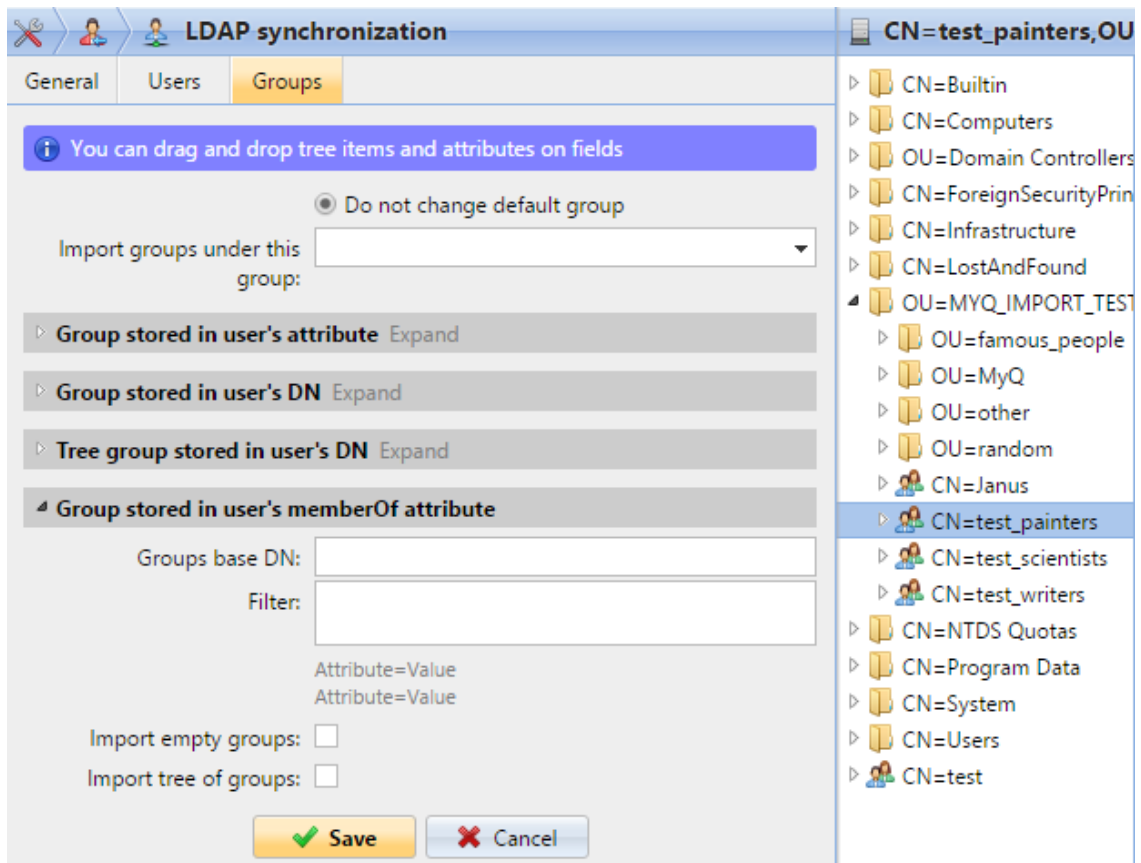 LDAP synchronization
General Users Groups
You can drag and drop tree items and attributes on fields
Do not change default group
Import groups under this
group:
Group stored in user's attribute Expand
Group stored in user's DN Expand
Tree group stored in user's DN Expand
Group stored in user's memberOf attribute
Groups base DN:
Filter:
Attribute=Value
Attribute=Value
Import empty groups:
Import tree of groups:
Save Cancel
CN=test_painters,OU
CN=Builtin
CN=Computers
OU=Domain Controllers
CN=ForeignSecurityPrin
CN=Infrastructure
CN=LostAndFound
OU=MYQ_IMPORT_TEST
OU=famous_people
OU=MyQ
OU=other
OU=random
CN=Janus
CN=test_painters
CN=test_scientists
CN=test_writers
CN=NTDS Quotas
CN=Program Data
CN=System
CN=Users
CN=test